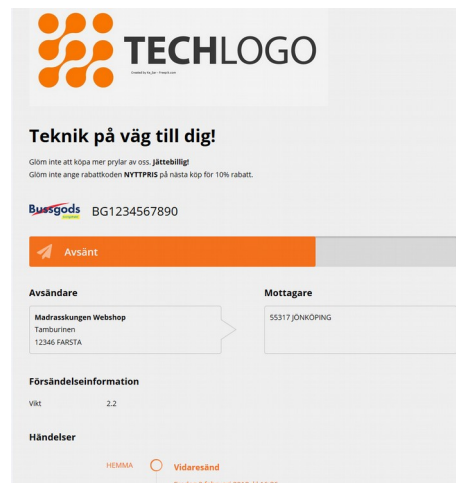 TECHLOGO
Teknik på väg till dig!
Glöm inte att köpa mer prylar av oss. Jättebillig!
Glöm inte ange rabattkoden NYTTPRIS på nästa köp för 10% rabatt.
Bussgods BG1234567890
Avsänt
Avsändare
Mottagare
Madrasskungen Webshop
Tamburinen
12346 FARSTA
55317 JÖNKÖPING
Försändelseinformation
Vikt 2.2
Händelser
HEMMA Vidaresänd